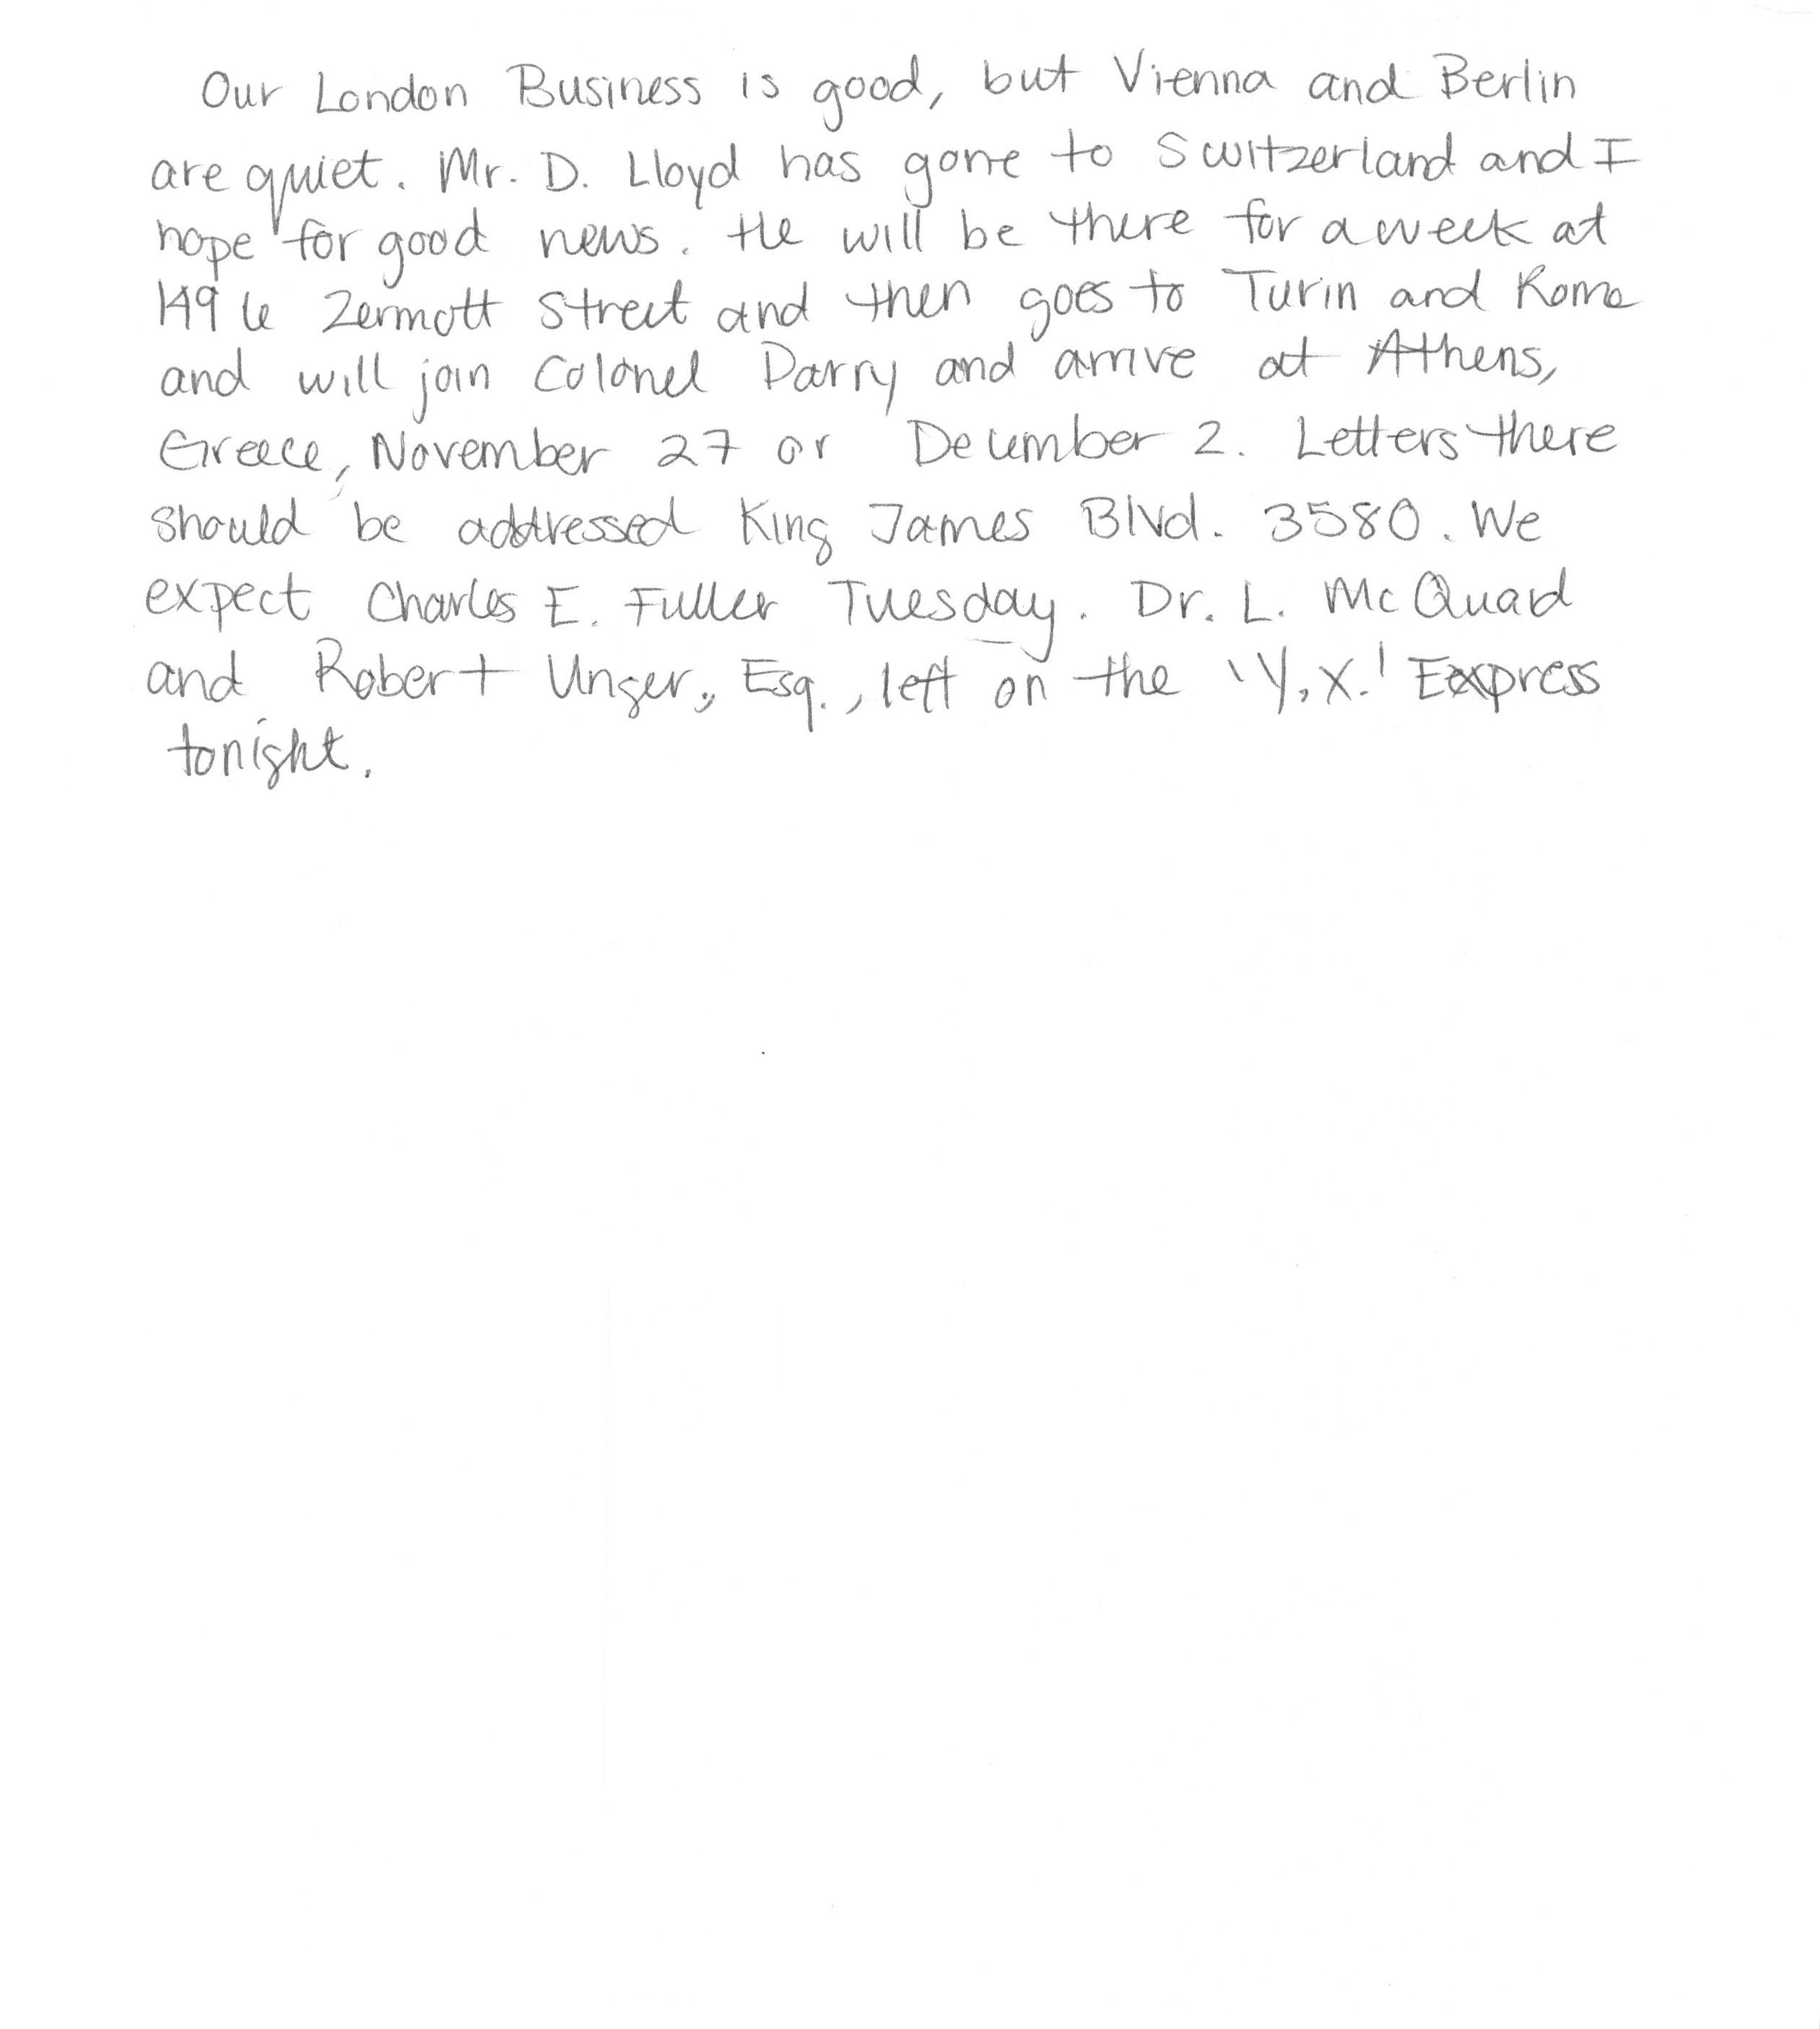 Our London Business is good, but Vienna and Berlin
are quiet. Mr. D. Lloyd has gone to Switzerland and I
hope for good news. He will be there for a week at
1496 Zermott Street and then goes to Turin and Rome
and will join Colonel Parry and arrive at Athens,
Greece, November 27 or December 2. Letters there
should be addressed King James Blvd. 3580. We
expect Charles E. Fuller Tuesday. Dr. L. McQuaid
and Robert Unger., Esq., left on the 'Y.X.' Express
tonight.